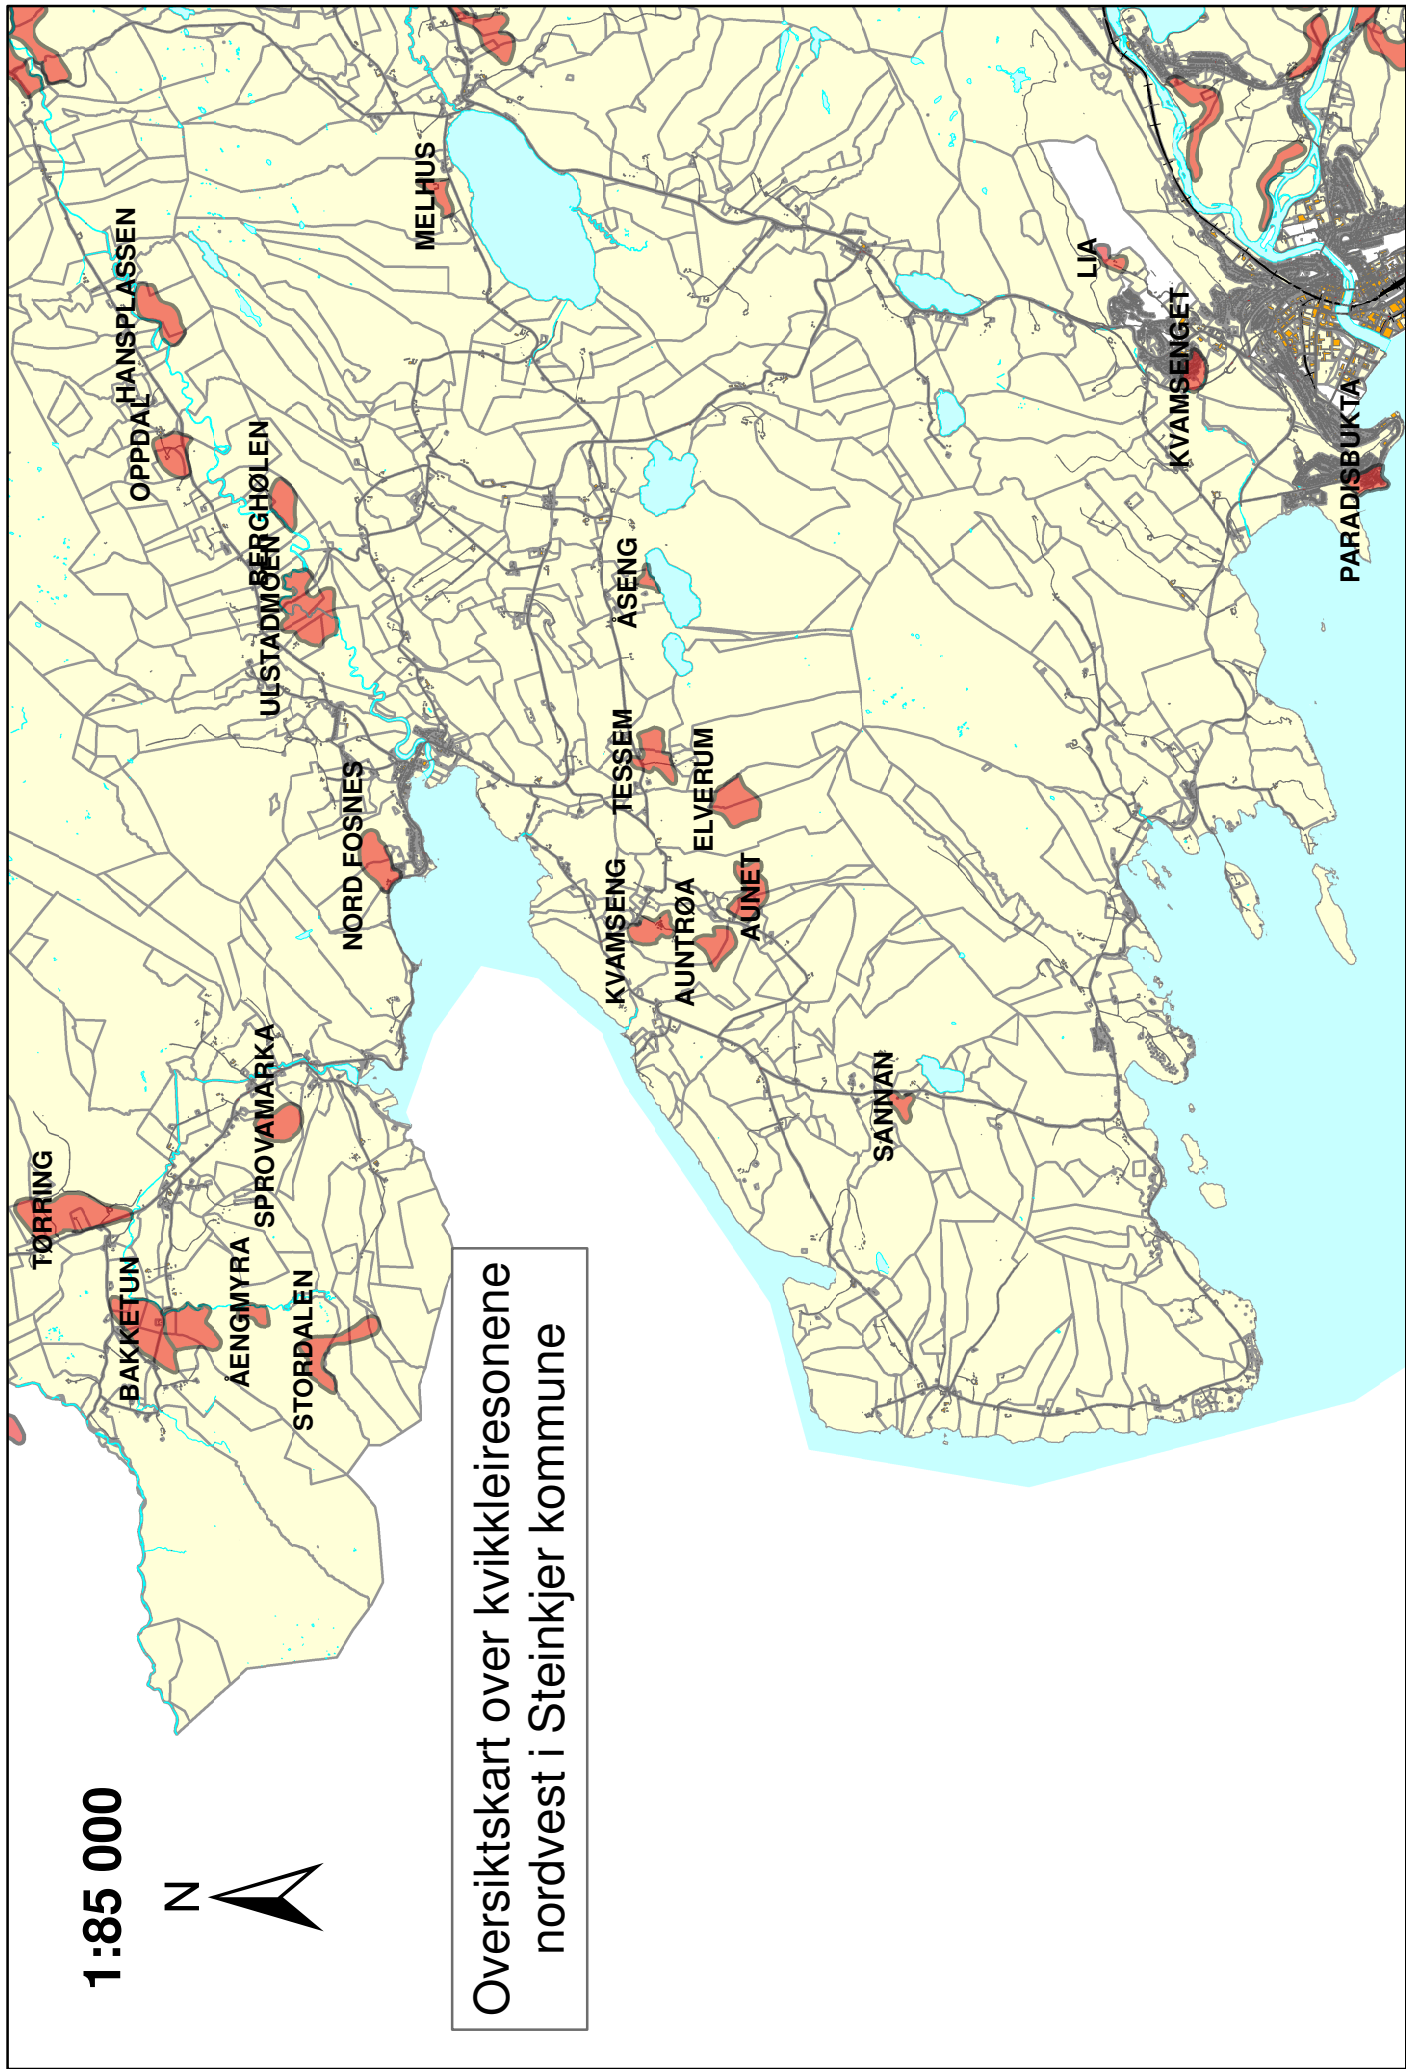 1:85 000
N
Oversiktskart over kvikkleiresonene
nordvest i Steinkjer kommune
TØRRING
BAKKETUN
ÅENGMYRA
SPROVAMARKA
STORDALEN
NORD FOSNES
ULSTADMOEN
BERGHØLEN
OPPDAL
HANSPLASSEN
MELHUS
KVAMSENG
AUNTRØA
AUNET
TESSEM
ELVERUM
ÅSENG
SANNAN
LIA
KVAMSENGET
PARADISBUKTA